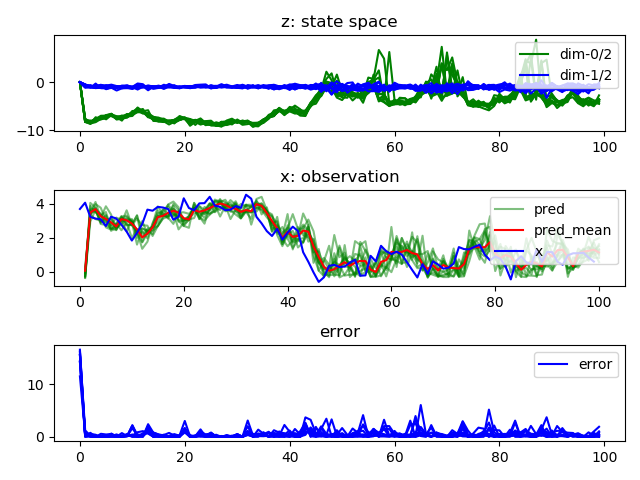 z: state space
0
−10
dim-0/2
dim-1/2
0 20 40 60 80 100
x: observation
4
2
0
pred
pred_mean
x
0 20 40 60 80 100
error
10
0
error
0 20 40 60 80 100